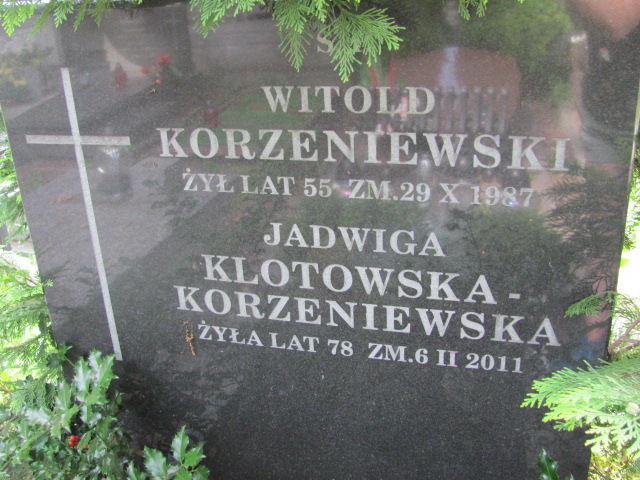 WITOLD
KORZENIEWSKI
ŻYŁ LAT 55 ZM.29 X 1987
JADWIGA
KLOTOWSKA-
KORZENIEWSKA
ŻYŁA LAT 78 ZM.6 II 2011